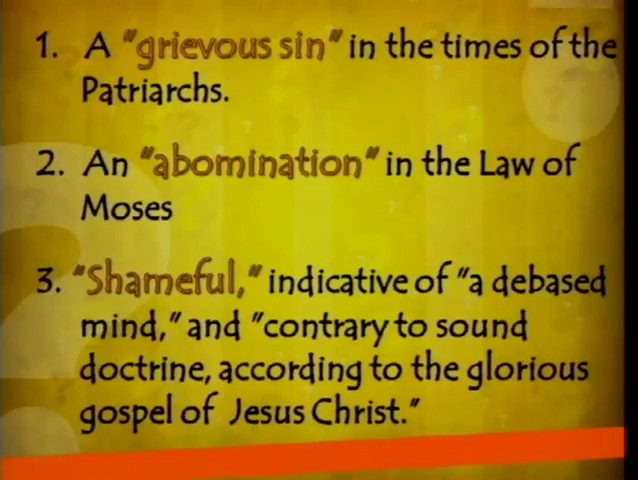 1. A "grievous sin" in the times of the
Patriarchs.
2. An "abomination" in the Law of
Moses
3. "Shameful," indicative of "a debased
mind," and "contrary to sound
doctrine, according to the glorious
gospel of Jesus Christ."